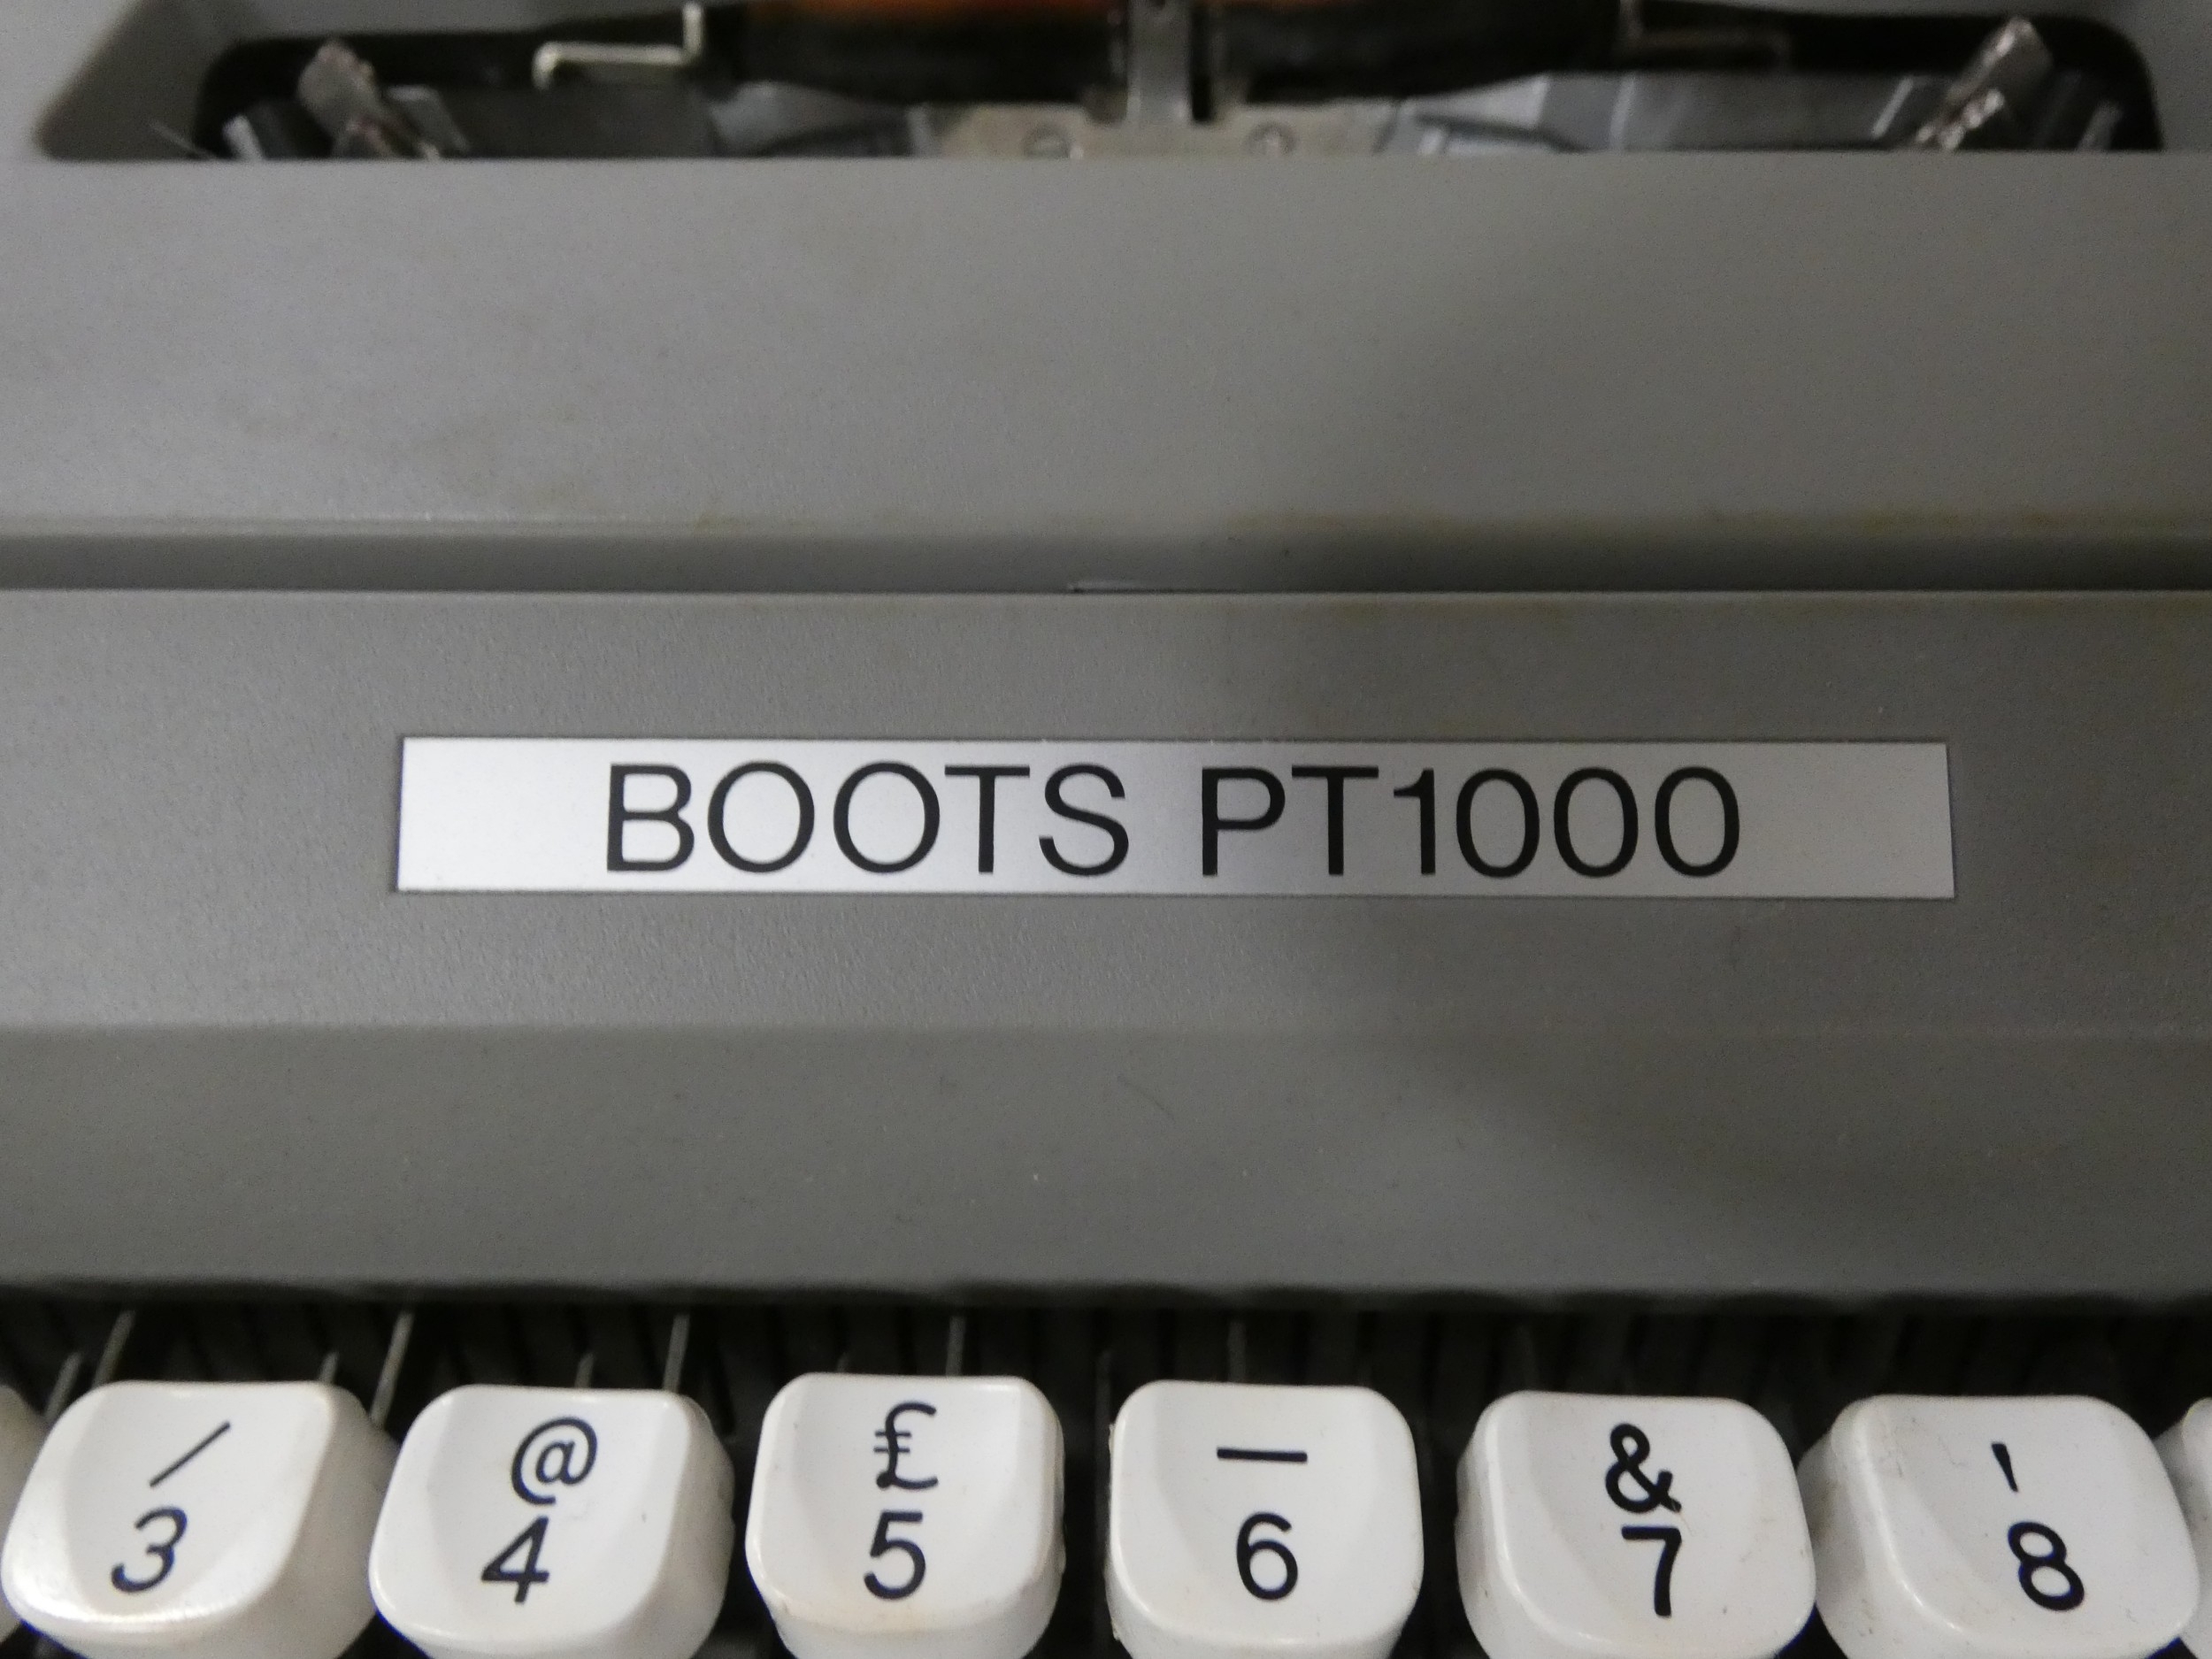 BOOTS PT1000
/ @ £ — & '
3 4 5 6 7 8